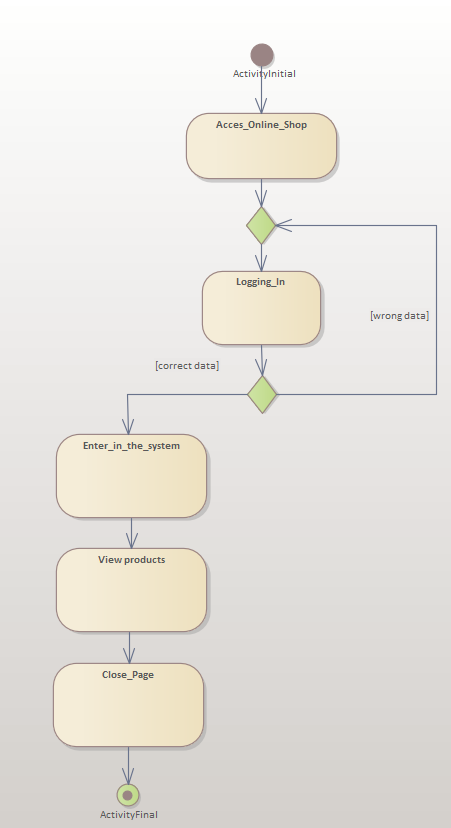 ActivityInitial
Acces_Online_Shop
Logging_In
[wrong data]
[correct data]
Enter_in_the_system
View products
Close_Page
ActivityFinal